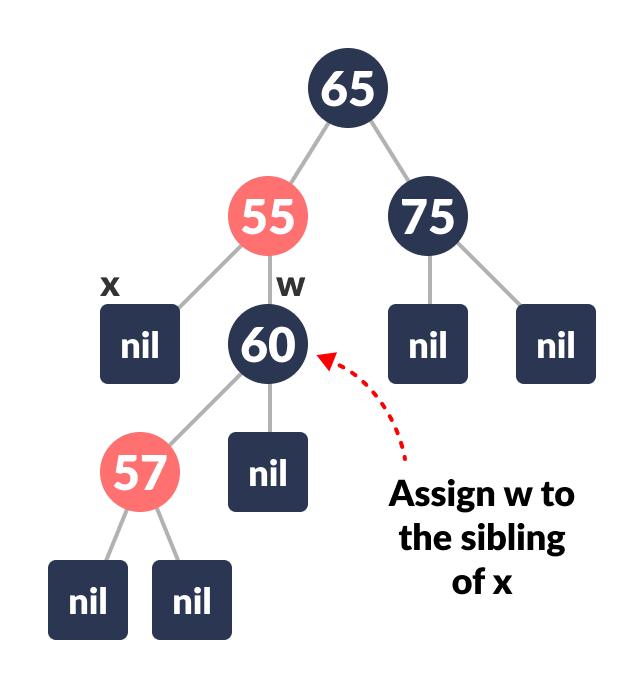 65
55
75
x
w
nil
60
nil
nil
57
nil
Assign w to
the sibling
of x
nil
nil